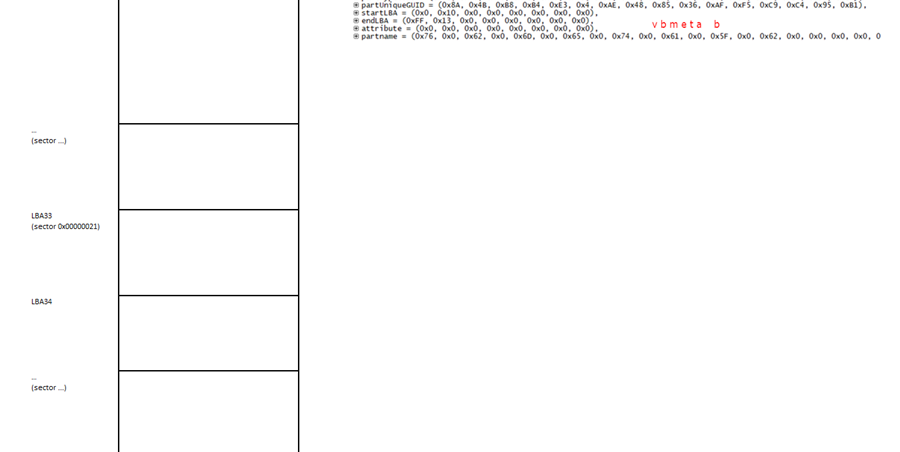 partUniqueGUID = (0x8A, 0x4B, 0xB8, 0xB4, 0xE3, 0x4, 0xAE, 0x48, 0x85, 0x36, 0xAF, 0xF5, 0xC9, 0xC4, 0x95, 0xB1),
startLBA = (0x0, 0x10, 0x0, 0x0, 0x0, 0x0, 0x0, 0x0),
endLBA = (0xFF, 0x13, 0x0, 0x0, 0x0, 0x0, 0x0, 0x0),
attribute = (0x0, 0x0, 0x0, 0x0, 0x0, 0x0, 0x0, 0x0),
vbmeta b
partname = (0x76, 0x0, 0x62, 0x0, 0x6D, 0x0, 0x65, 0x0, 0x74, 0x0, 0x61, 0x0, 0x5F, 0x0, 0x62, 0x0, 0x0, 0x0, 0x0, 0
...
(sector ...)
LBA33
(sector 0x00000021)
LBA34
...
(sector ...)